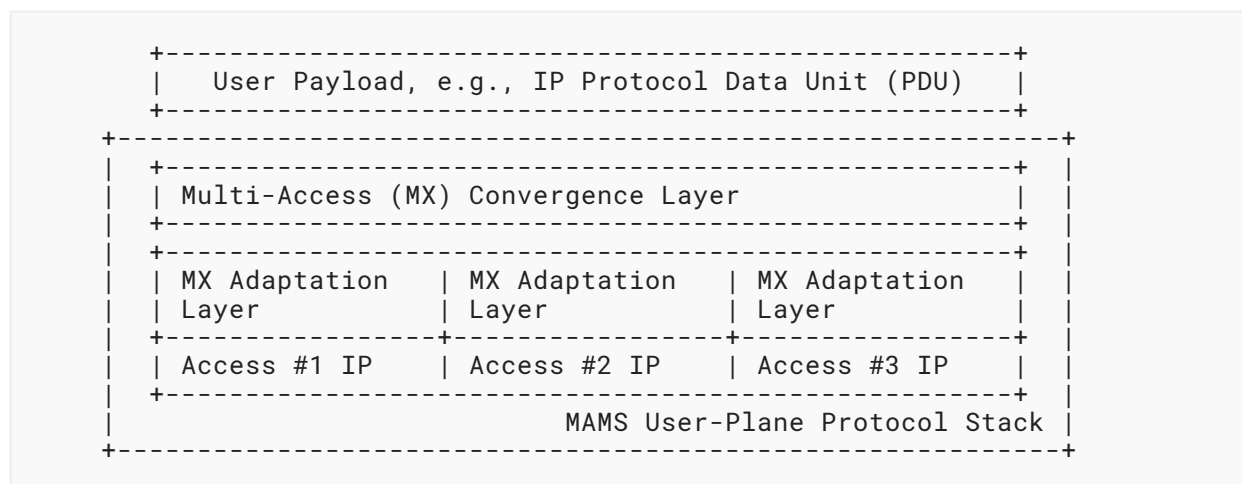 User Payload, e.g., IP Protocol Data Unit (PDU)
Multi-Access (MX) Convergence Layer
MX Adaptation | MX Adaptation | MX Adaptation
Layer | Layer | Layer
Access #1 IP | Access #2 IP | Access #3 IP
MAMS User-Plane Protocol Stack